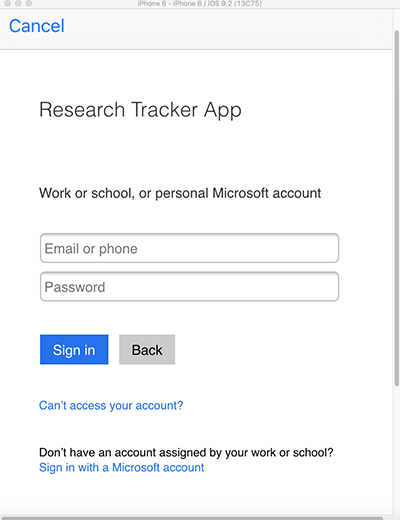 iPhone 6 - iPhone 6 / iOS 9.2 (13C75)
Cancel
Research Tracker App
Work or school, or personal Microsoft account
Email or phone
Password
Sign in Back
Can't access your account?
Don't have an account assigned by your work or school?
Sign in with a Microsoft account